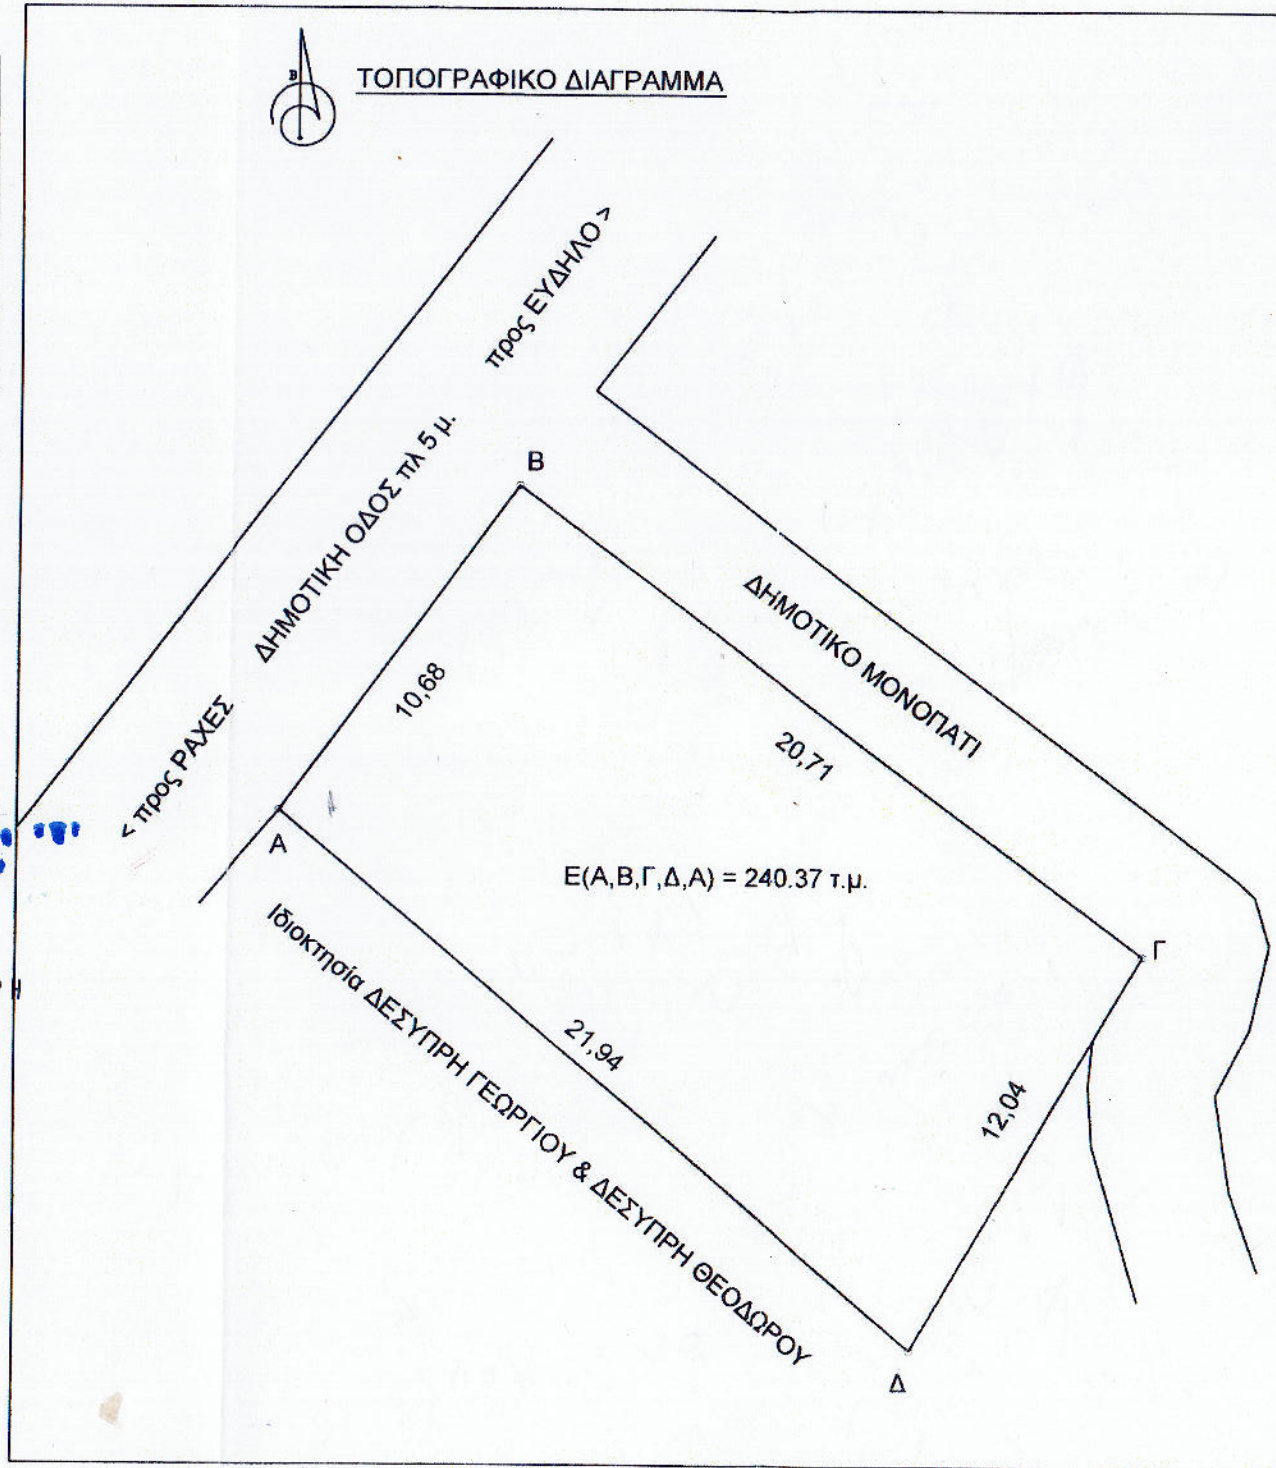 Β
ΤΟΠΟΓΡΑΦΙΚΟ ΔΙΑΓΡΑΜΜΑ
προς ΕΥΔΗΛΟ >
ΔΗΜΟΤΙΚΗ ΟΔΟΣ πλ 5 μ.
< προς ΡΑΧΕΣ
Β
ΔΗΜΟΤΙΚΟ ΜΟΝΟΠΑΤΙ
10,68
20,71
Α
Ε(Α,Β,Γ,Δ,Α) = 240.37 τ.μ.
Γ
Ιδιοκτησία ΔΕΣΥΠΡΗ ΓΕΩΡΓΙΟΥ & ΔΕΣΥΠΡΗ ΘΕΟΔΩΡΟΥ
21,94
12,04
Δ